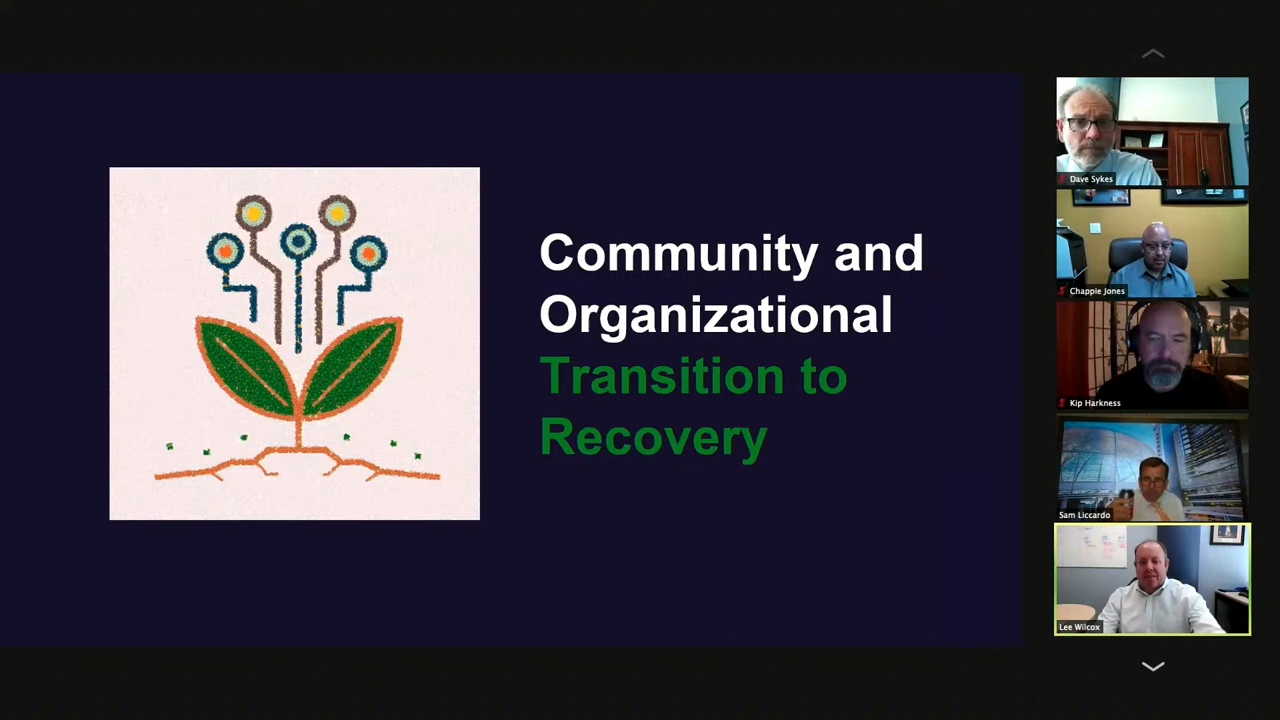 Community and
Organizational
Transition to
Recovery
Dave Sykes
Chappie Jones
Kip Harkness
Sam Liccardo
Lee Wilcox